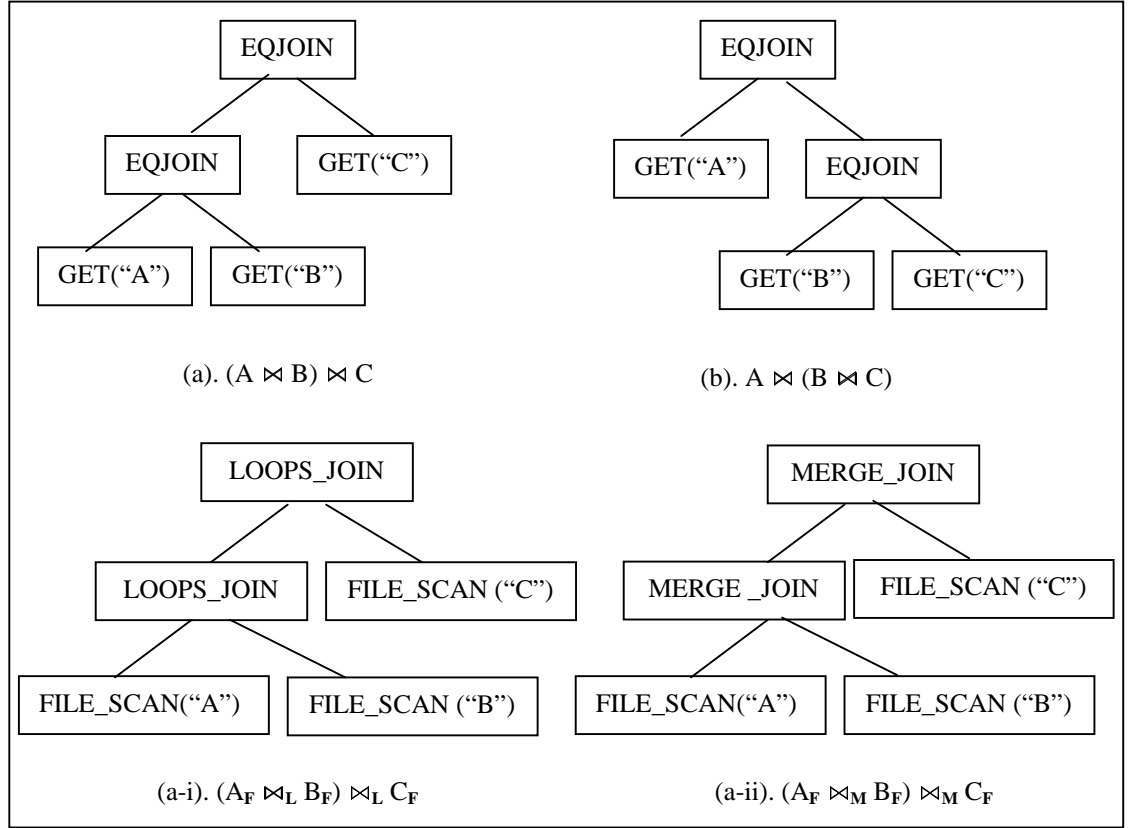 EQJOIN
EQJOIN
GET(“C”)
GET(“A”)
GET(“B”)
(a). (A ⋈ B) ⋈ C
EQJOIN
GET(“A”)
EQJOIN
GET(“B”)
GET(“C”)
(b). A ⋈ (B ⋈ C)
LOOPS_JOIN
LOOPS_JOIN
FILE_SCAN (“C”)
FILE_SCAN(“A”)
FILE_SCAN (“B”)
(a-i). (A_F ⋈_L B_F) ⋈_L C_F
MERGE_JOIN
MERGE _JOIN
FILE_SCAN (“C”)
FILE_SCAN(“A”)
FILE_SCAN (“B”)
(a-ii). (A_F ⋈_M B_F) ⋈_M C_F